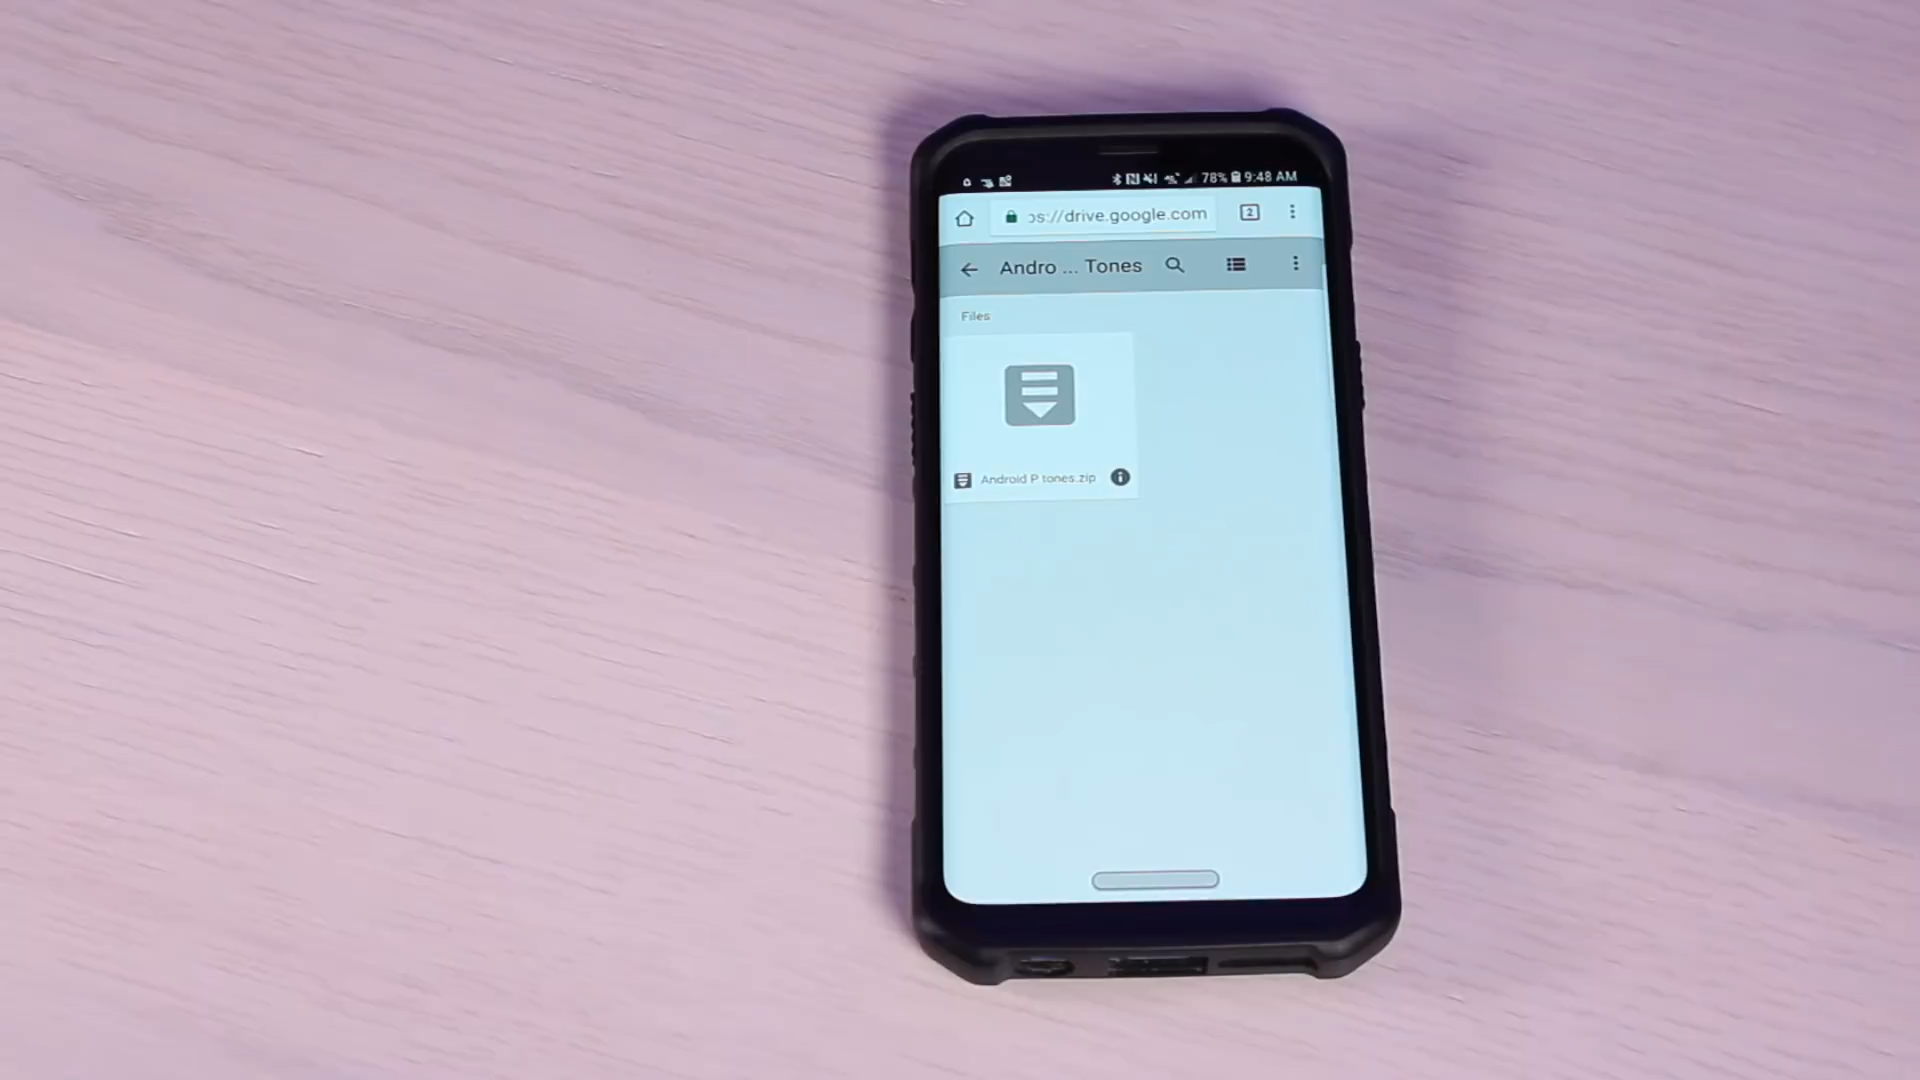 78% 9:48 AM
ps://drive.google.com 2
Andro ... Tones
Files
Android P tones.zip